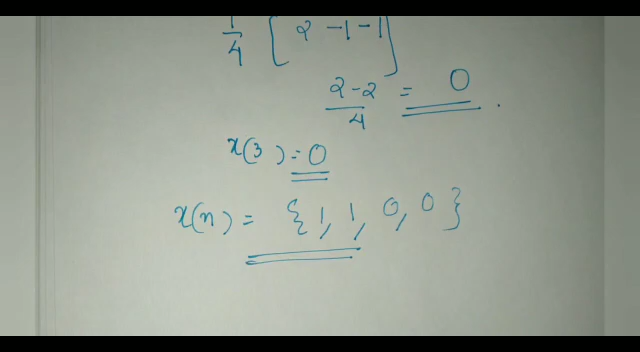 1/4 [2 -1 -1]
2-2/4 = 0.
x(3) = 0
x(n) = {1, 1, 0, 0}